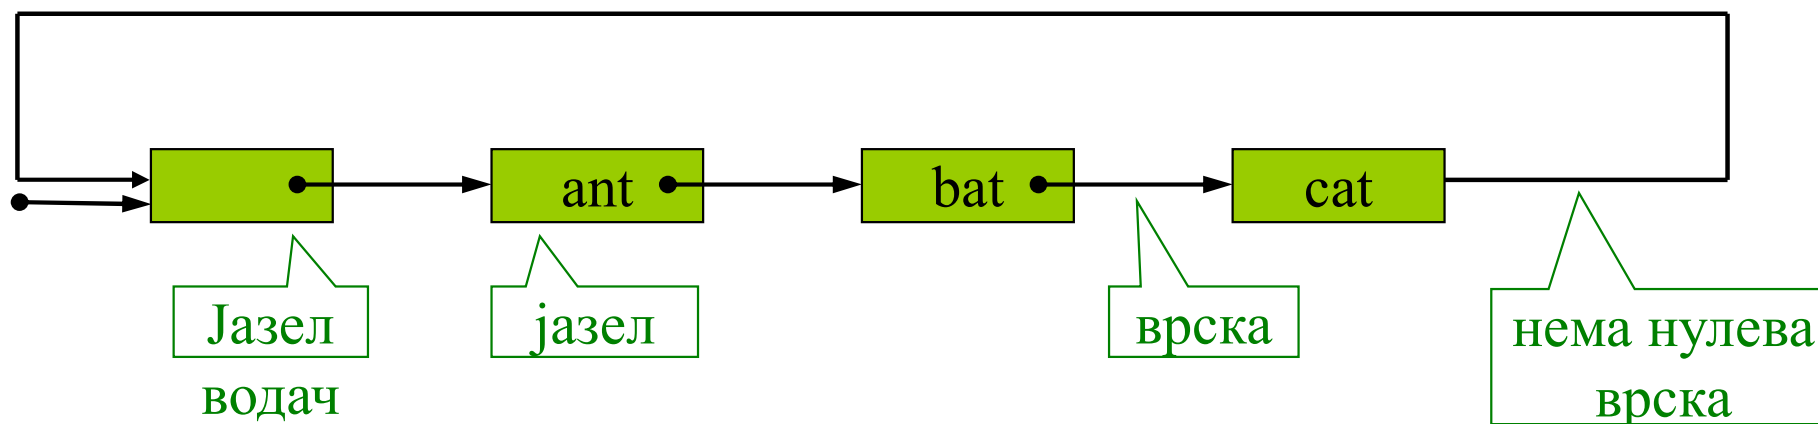 ant
bat
cat
Јазел
водач
јазел
врска
нема нулева
врска